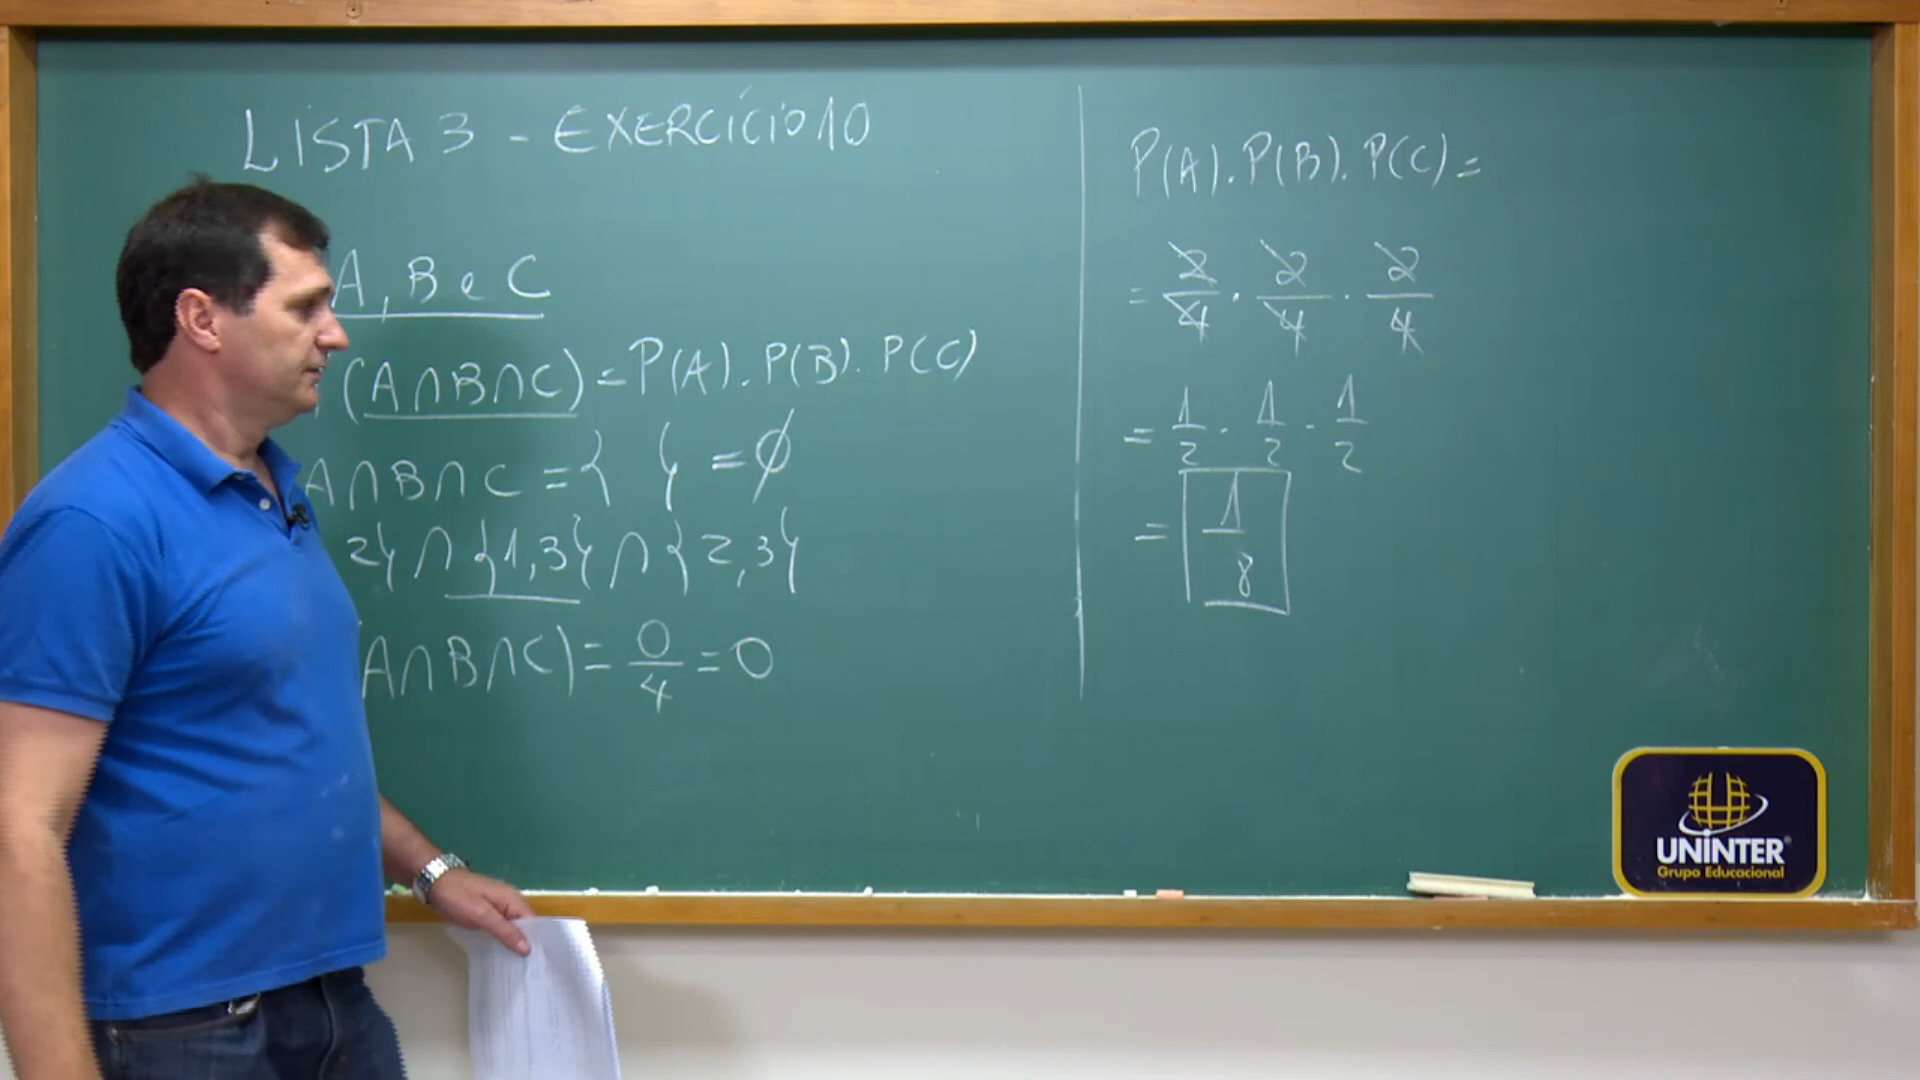 LISTA 3 - EXERCÍCIO 10
A, B e C
(A∩B∩C) = P(A).P(B).P(C)
A∩B∩C = { } = ∅
2} ∩ {1,3} ∩ {2,3}
A∩B∩C) = 0/4 = 0
P(A).P(B).P(C) =
= 2/4 . 2/4 . 2/4
= 1/2 . 1/2 . 1/2
= 1/8
UNINTER
Grupo Educacional